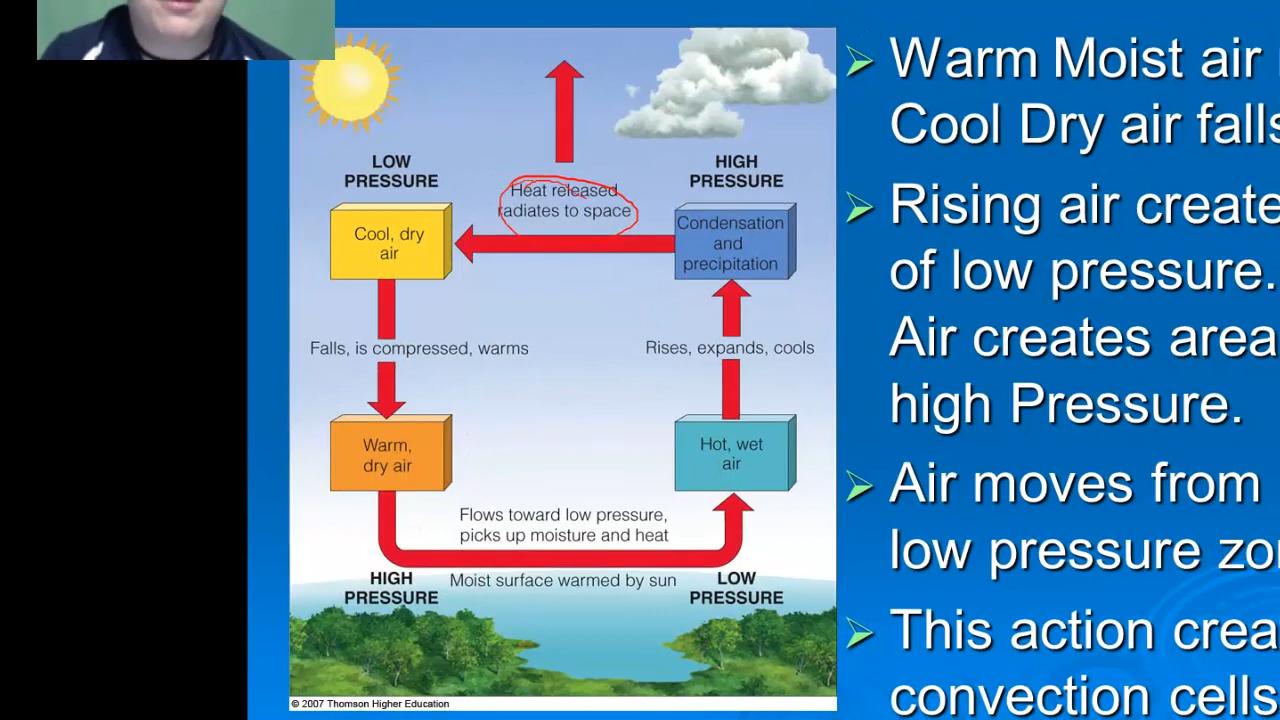 LOW
PRESSURE
HIGH
PRESSURE
Heat released
radiates to space
Cool, dry
air
Condensation
and
precipitation
Falls, is compressed, warms
Rises, expands, cools
Warm,
dry air
Hot, wet
air
Flows toward low pressure,
picks up moisture and heat
HIGH
PRESSURE
Moist surface warmed by sun
LOW
PRESSURE
© 2007 Thomson Higher Education
Warm Moist air
Cool Dry air falls
Rising air create
of low pressure.
Air creates area
high Pressure.
Air moves from
low pressure zo
This action crea
convection cells